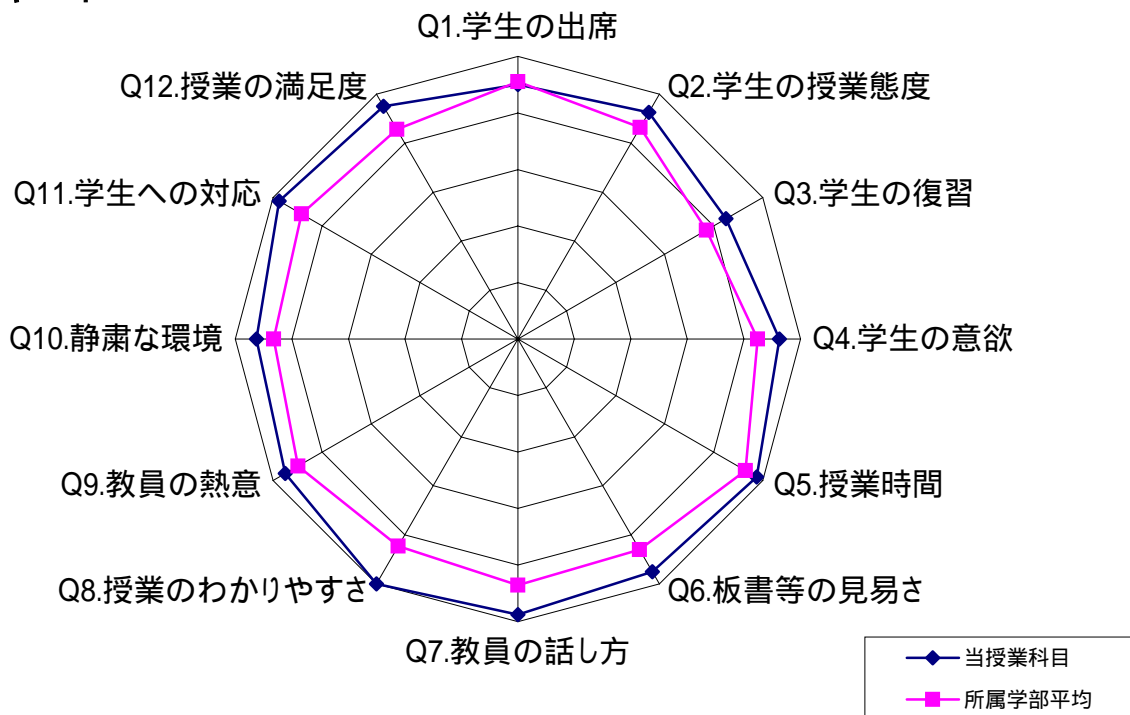 Q1.学生の出席
Q2.学生の授業態度
Q3.学生の復習
Q4.学生の意欲
Q5.授業時間
Q6.板書等の見易さ
Q7.教員の話し方
Q8.授業のわかりやすさ
Q9.教員の熱意
Q10.静粛な環境
Q11.学生への対応
Q12.授業の満足度
当授業科目
所属学部平均